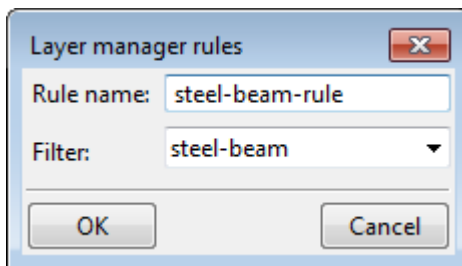 Layer manager rules
Rule name: steel-beam-rule
Filter: steel-beam
OK Cancel